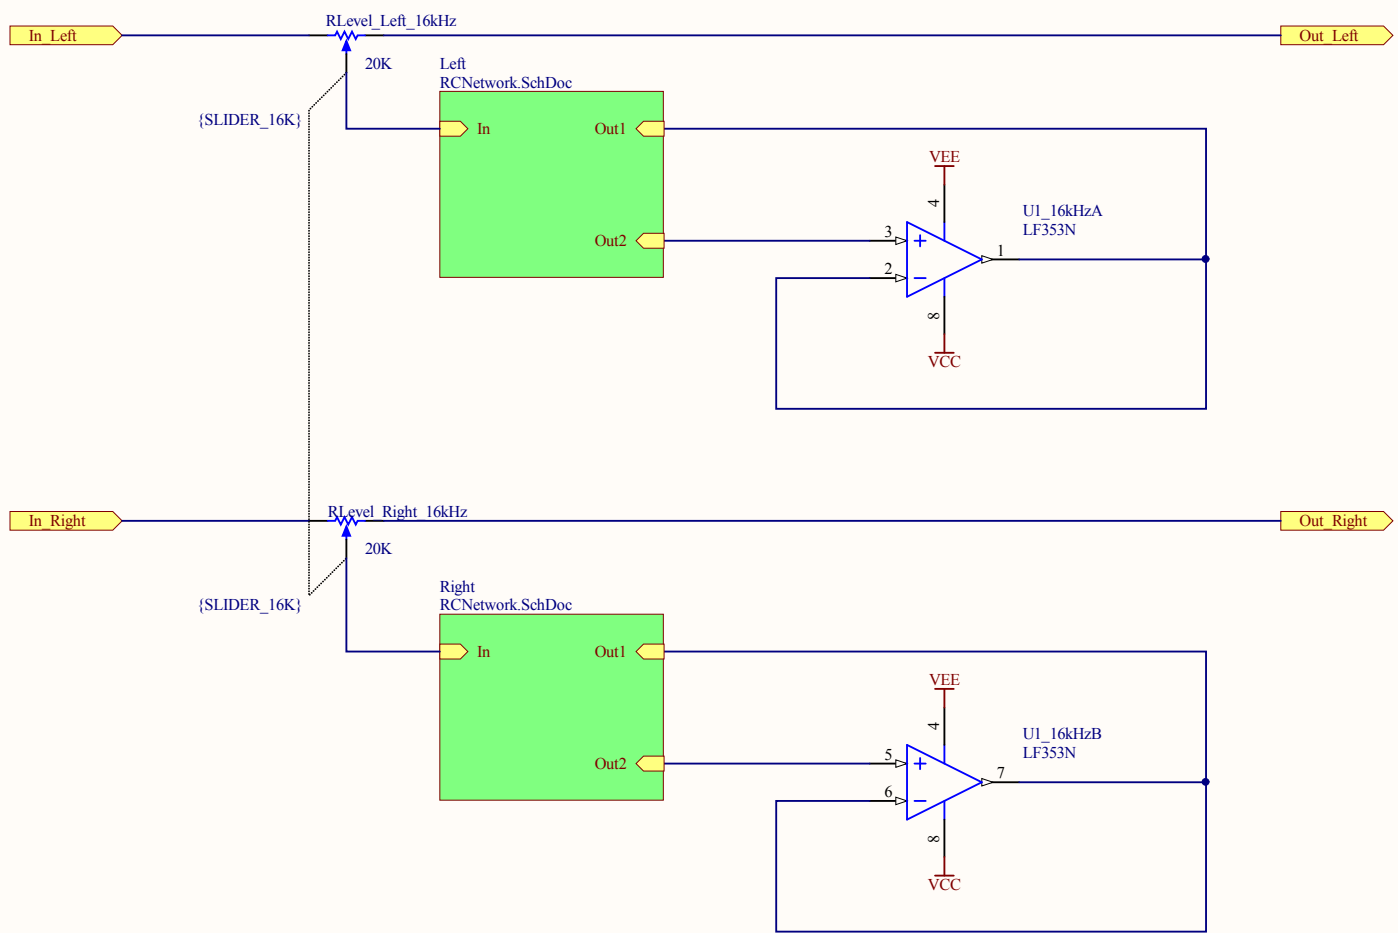 RLevel_Left_16kHz
In_Left
Out_Left
20K
Left
RCNetwork.SchDoc
{SLIDER_16K}
In
Out1
VEE
4
U1_16kHzA
LF353N
Out2
3
+
1
2
−
8
VCC
RLevel_Right_16kHz
In_Right
Out_Right
20K
Right
RCNetwork.SchDoc
{SLIDER_16K}
In
Out1
VEE
4
U1_16kHzB
LF353N
Out2
5
+
7
6
−
8
VCC